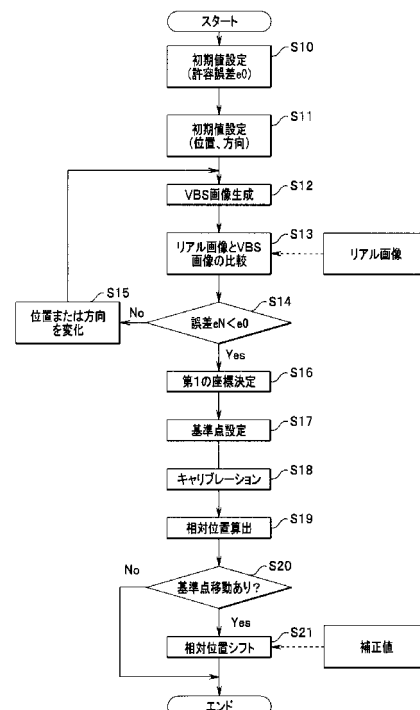 スタート
S10
初期値設定
(許容誤差e0)
S11
初期値設定
(位置、方向)
S12
VBS画像生成
S13
リアル画像とVBS
画像の比較
リアル画像
S15
位置または方向
を変化
No
S14
誤差eN<e0
Yes
S16
第1の座標決定
S17
基準点設定
S18
キャリブレーション
S19
相対位置算出
S20
No
基準点移動あり?
Yes
S21
相対位置シフト
補正値
エンド